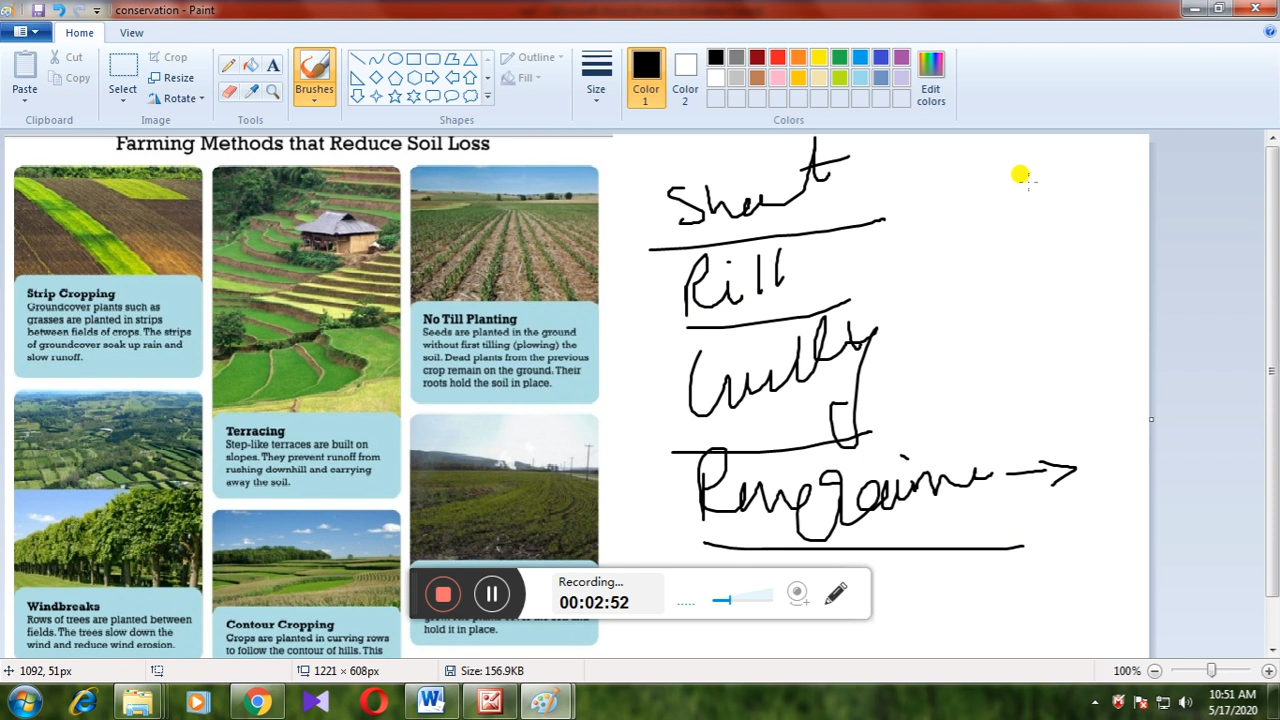 conservation - Paint
Home
View
Paste
Cut
Copy
Clipboard
Select
Crop
Resize
Rotate
Image
Tools
Brushes
Outline
Fill
Shapes
Size
Color 1
Color 2
Edit colors
Colors
Farming Methods that Reduce Soil Loss
Strip Cropping
Groundcover plants such as
grasses are planted in strips
between fields of crops. The strips
of groundcover soak up rain and
slow runoff.
Windbreaks
Rows of trees are planted between
fields. The trees slow down the
wind and reduce wind erosion.
Terracing
Step-like terraces are built on
slopes. They prevent runoff from
rushing downhill and carrying
away the soil.
Contour Cropping
Crops are planted in curving rows
to follow the contour of hills. This
No Till Planting
Seeds are planted in the ground
without first tilling (plowing) the
soil. Dead plants from the previous
crop remain on the ground. Their
roots hold the soil in place.
hold it in place.
Rill
Recording...
00:02:52
1092, 51px
1221 × 608px
Size: 156.9KB
100%
10:51 AM
5/17/2020